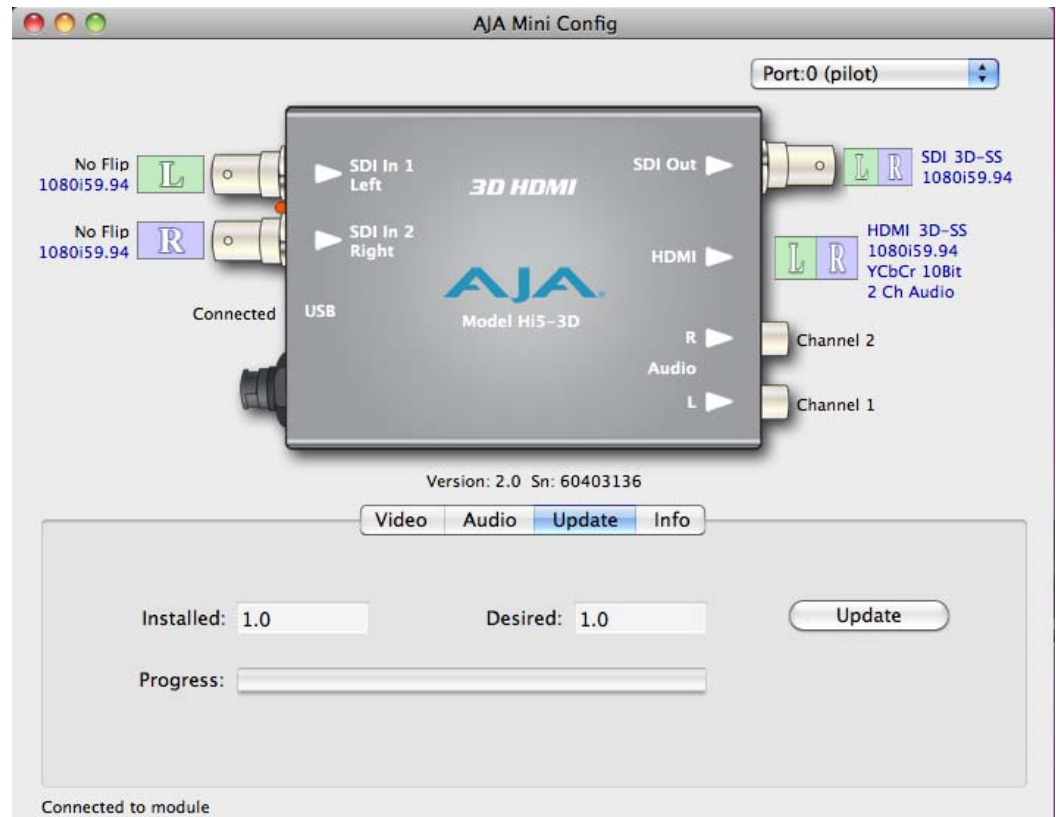 AJA Mini Config
Port:0 (pilot)
No Flip
1080i59.94
L
SDI In 1
Left
3D HDMI
SDI Out
L R
SDI 3D-SS
1080i59.94
No Flip
1080i59.94
R
SDI In 2
Right
HDMI
L R
HDMI 3D-SS
1080i59.94
YCbCr 10Bit
2 Ch Audio
AJA
Connected
USB
Model Hi5-3D
R
Channel 2
Audio
L
Channel 1
Version: 2.0 Sn: 60403136
Video Audio Update Info
Installed: 1.0 Desired: 1.0 Update
Progress:
Connected to module